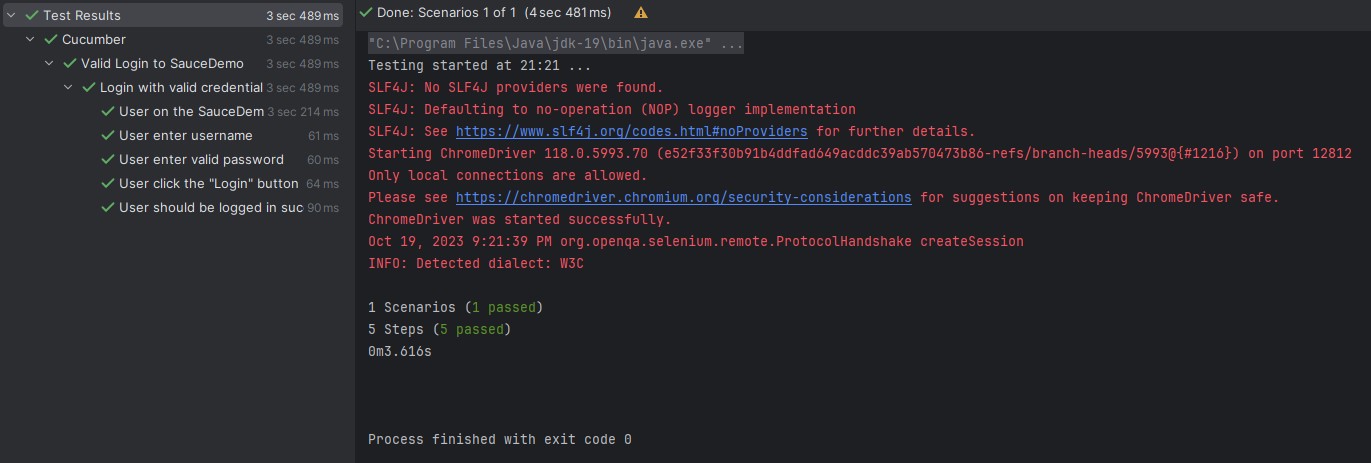 Test Results 3 sec 489 ms
Cucumber 3 sec 489 ms
Valid Login to SauceDemo 3 sec 489 ms
Login with valid credential 3 sec 489 ms
User on the SauceDem 3 sec 214 ms
User enter username 61 ms
User enter valid password 60 ms
User click the "Login" button 64 ms
User should be logged in suc 90 ms
Done: Scenarios 1 of 1 (4 sec 481 ms)
"C:\Program Files\Java\jdk-19\bin\java.exe" ...
Testing started at 21:21 ...
SLF4J: No SLF4J providers were found.
SLF4J: Defaulting to no-operation (NOP) logger implementation
SLF4J: See https://www.slf4j.org/codes.html#noProviders for further details.
Starting ChromeDriver 118.0.5993.70 (e52f33f30b91b4ddfad649acddc39ab570473b86-refs/branch-heads/5993@{#1216}) on port 12812
Only local connections are allowed.
Please see https://chromedriver.chromium.org/security-considerations for suggestions on keeping ChromeDriver safe.
ChromeDriver was started successfully.
Oct 19, 2023 9:21:39 PM org.openqa.selenium.remote.ProtocolHandshake createSession
INFO: Detected dialect: W3C
1 Scenarios (1 passed)
5 Steps (5 passed)
0m3.616s
Process finished with exit code 0